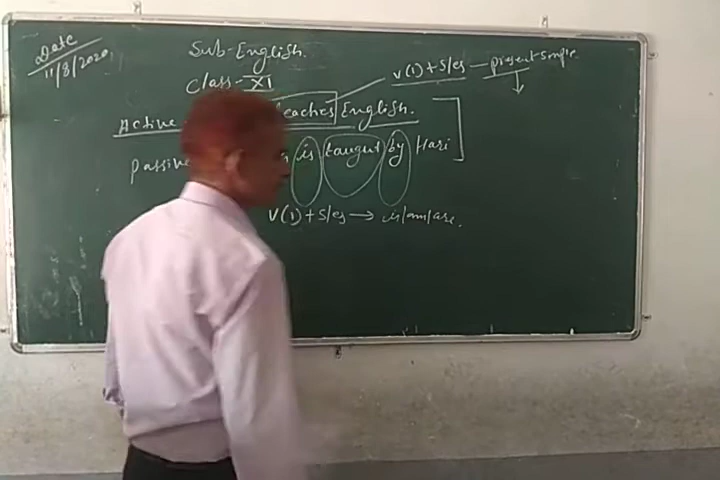 Date
11/8/2020
Sub-English.
Class-XI
V(1)+S/es — present simple
Active teaches English.
Passive is taught by Hari
V(1)+S/es → is/am/are.